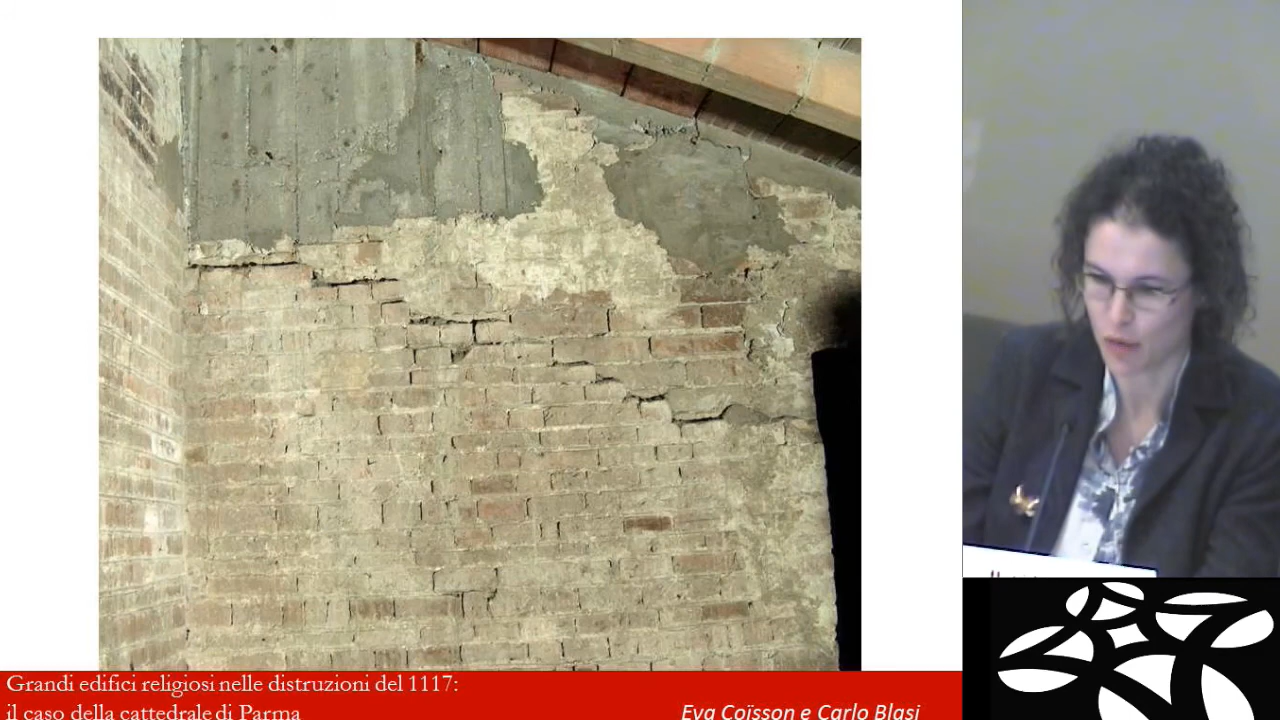 Grandi edifici religiosi nelle distruzioni del 1117:
il caso della cattedrale di Parma
Eva Coïsson e Carlo Blasi